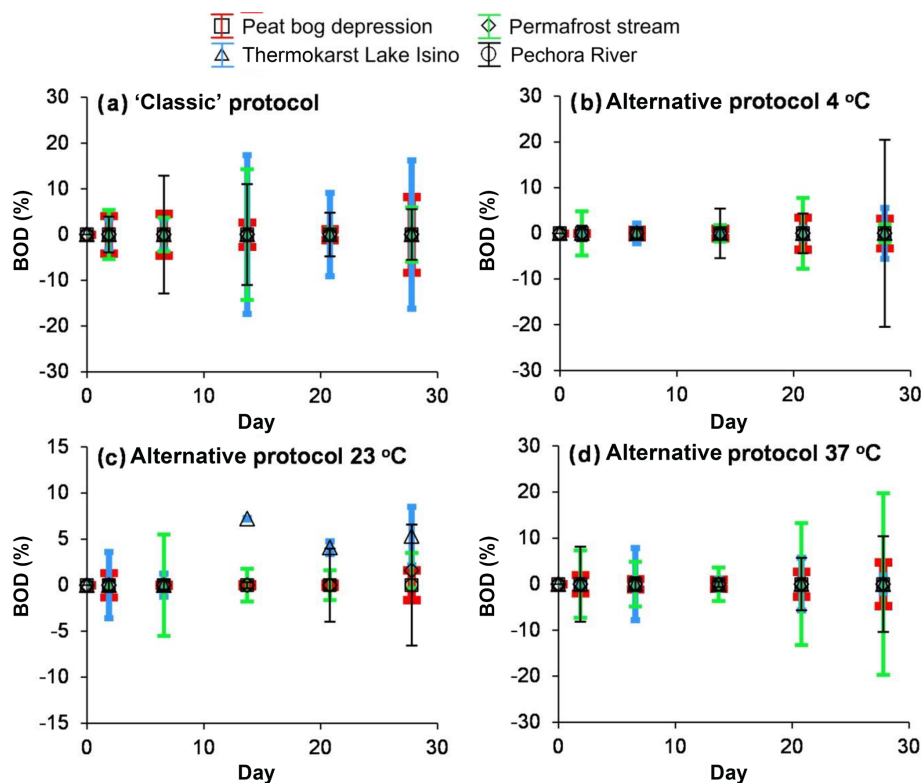 Peat bog depression Permafrost stream
Thermokarst Lake Isino Pechora River
(a) ‘Classic’ protocol
30
20
10
0
-10
-20
-30
BOD (%)
0 10 20 30
Day
(b) Alternative protocol 4 °C
30
20
10
0
-10
-20
-30
BOD (%)
0 10 20 30
Day
(c) Alternative protocol 23 °C
15
10
5
0
-5
-10
-15
BOD (%)
0 10 20 30
Day
(d) Alternative protocol 37 °C
30
20
10
0
-10
-20
-30
BOD (%)
0 10 20 30
Day